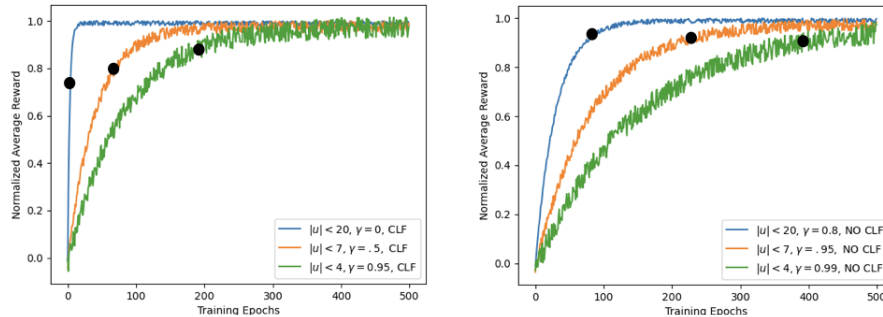 Normalized Average Reward
1.0
0.8
0.6
0.4
0.2
0.0
|u| < 20, γ = 0, CLF
|u| < 7, γ = .5, CLF
|u| < 4, γ = 0.95, CLF
0 100 200 300 400 500
Training Epochs
Normalized Average Reward
1.0
0.8
0.6
0.4
0.2
0.0
|u| < 20, γ = 0.8, NO CLF
|u| < 7, γ = .95, NO CLF
|u| < 4, γ = 0.99, NO CLF
0 100 200 300 400 500
Training Epochs